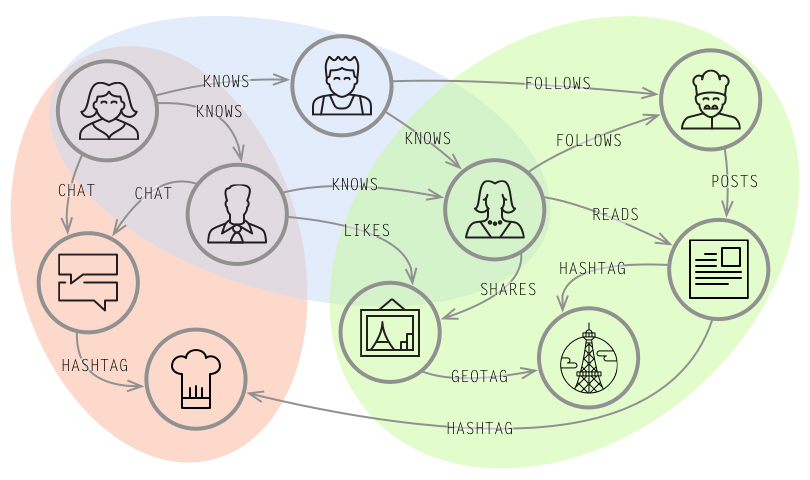 KNOWS
FOLLOWS
KNOWS
KNOWS
FOLLOWS
POSTS
KNOWS
CHAT
CHAT
READS
LIKES
HASHTAG
SHARES
HASHTAG
GEOTAG
HASHTAG